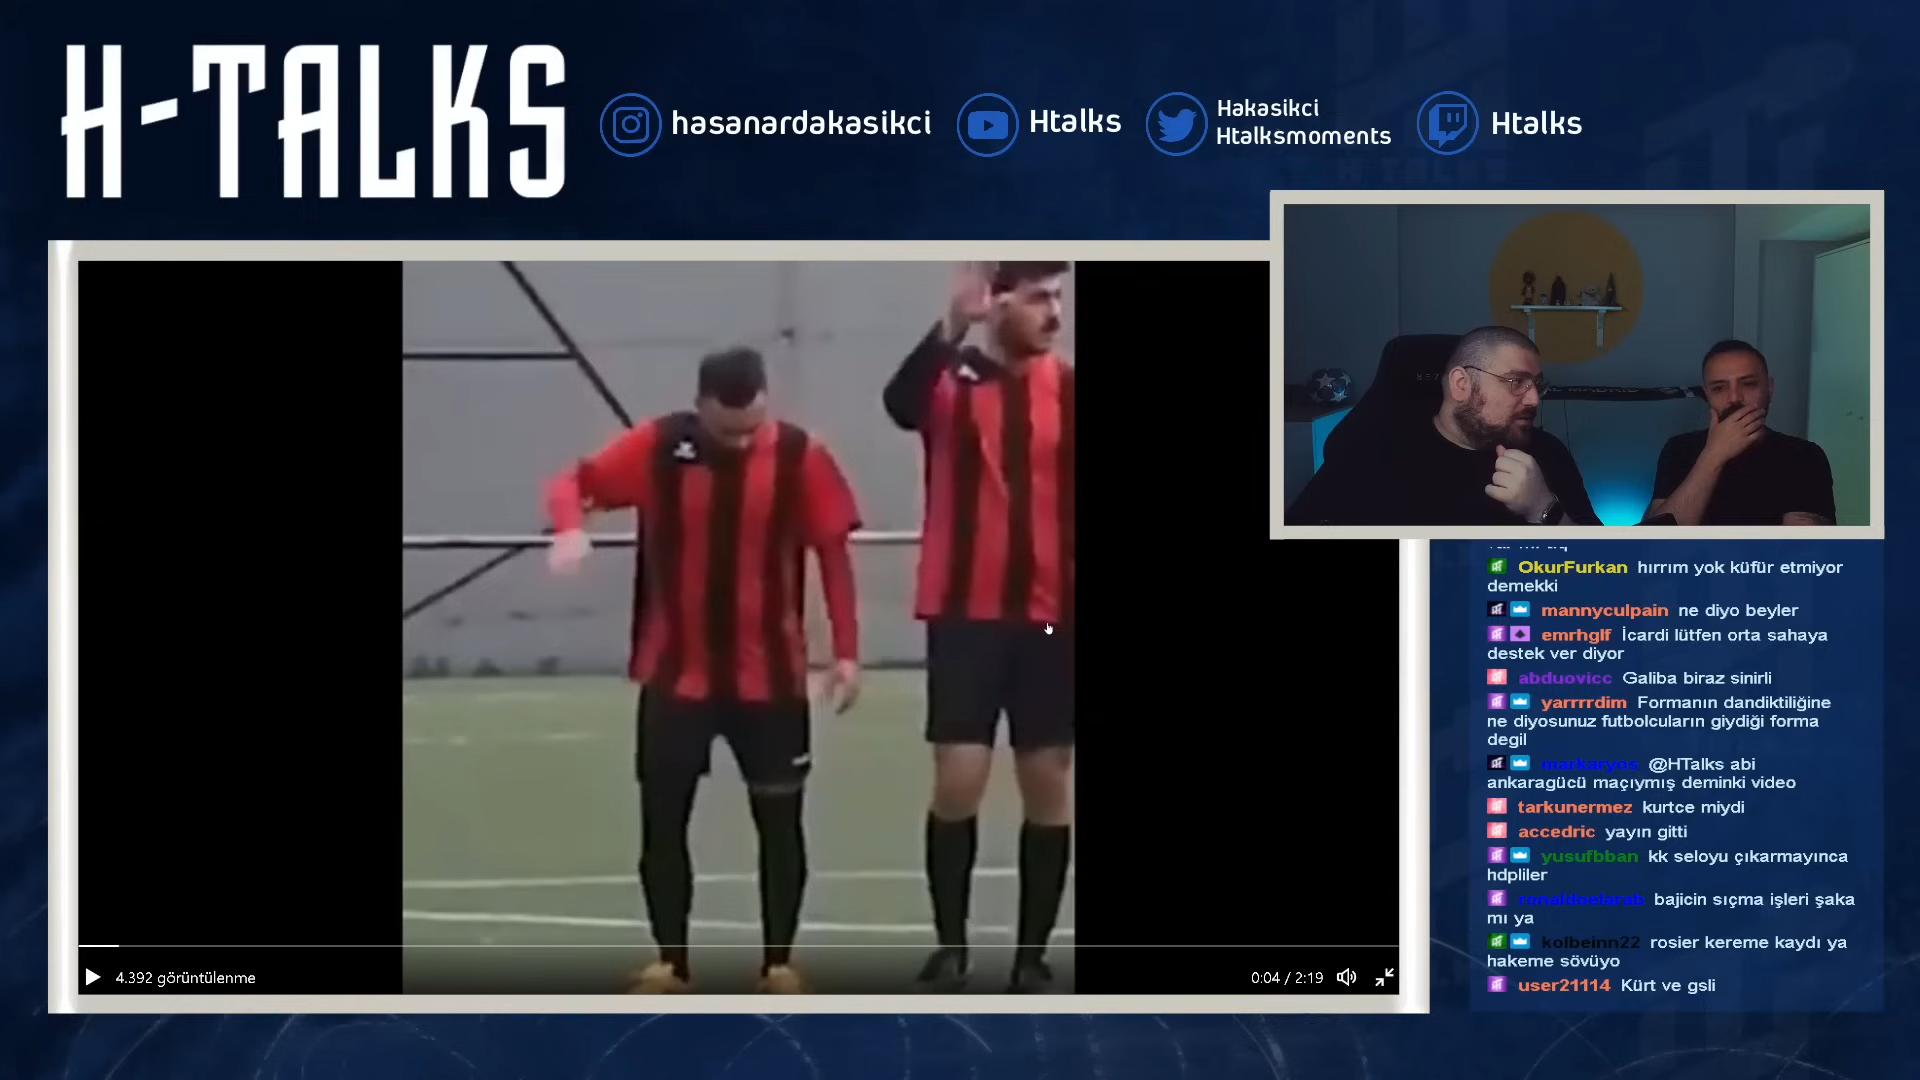 H-TALKS
hasanardakasikci
Htalks
Hakasikci
Htalksmoments
Htalks
OkurFurkan hırrım yok küfür etmiyor
demekki
mannyculpain ne diyo beyler
emrhglf İcardi lütfen orta sahaya
destek ver diyor
abduovicc Galiba biraz sinirli
yarrrrdim Formanın dandiktiliğine
ne diyosunuz futbolcuların giydiği forma
degil
markaryos @HTalks abi
ankaragücü maçıymış deminki video
tarkunermez kurtce miydi
accedric yayın gitti
yusufbban kk seloyu çıkarmayınca
hdpliler
ronaldoelarab bajicin sıçma işleri şaka
mı ya
kolbeinn22 rosier kereme kaydı ya
hakeme sövüyo
user21114 Kürt ve gsli
4.392 görüntülenme
0:04 / 2:19